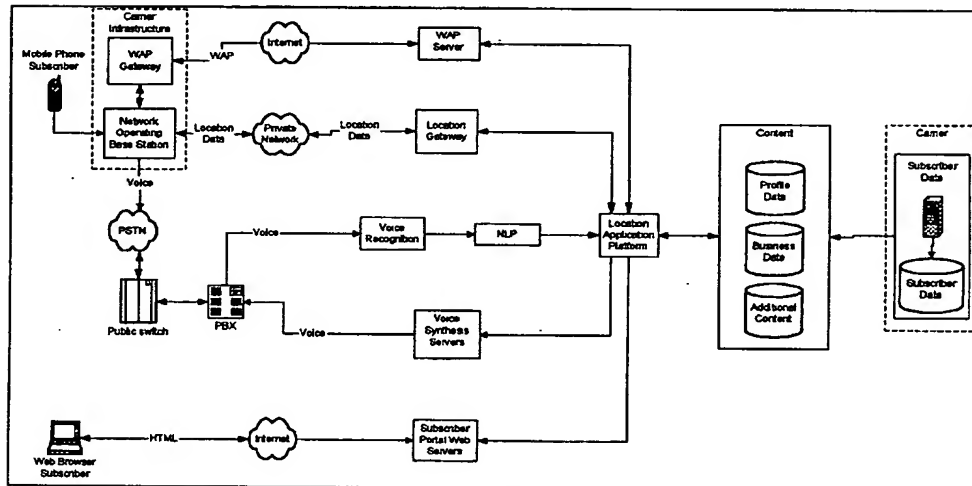 Carrier
Infrastructure
WAP
Gateway
Mobile Phone
Subscriber
Network
Operating
Base Station
WAP
Internet
WAP
Server
Location
Data
Private
Network
Location
Data
Location
Gateway
Voice
PSTN
Public switch
PBX
Voice
Voice
Recognition
NLP
Location
Application
Platform
Voice
Voice
Synthesis
Servers
Content
Profile
Data
Business
Data
Additional
Content
Carrier
Subscriber
Data
Subscriber
Data
Web Browser
Subscriber
HTML
Internet
Subscriber
Portal Web
Servers